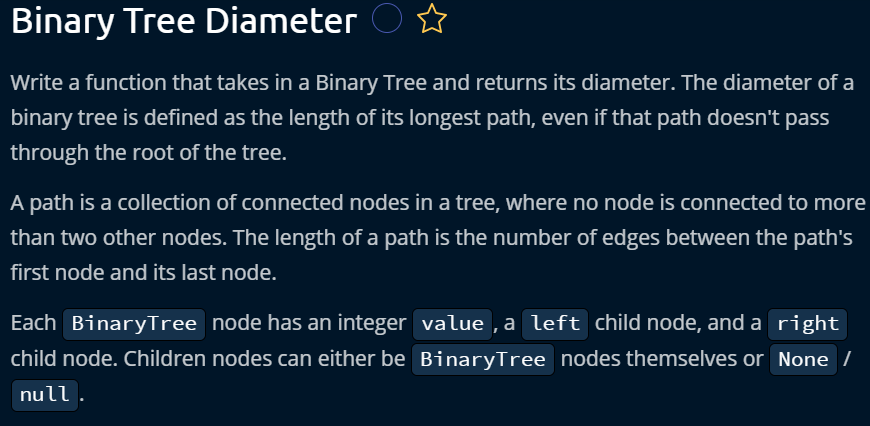 Binary Tree Diameter
Write a function that takes in a Binary Tree and returns its diameter. The diameter of a
binary tree is defined as the length of its longest path, even if that path doesn't pass
through the root of the tree.
A path is a collection of connected nodes in a tree, where no node is connected to more
than two other nodes. The length of a path is the number of edges between the path's
first node and its last node.
Each BinaryTree node has an integer value, a left child node, and a right
child node. Children nodes can either be BinaryTree nodes themselves or None /
null.